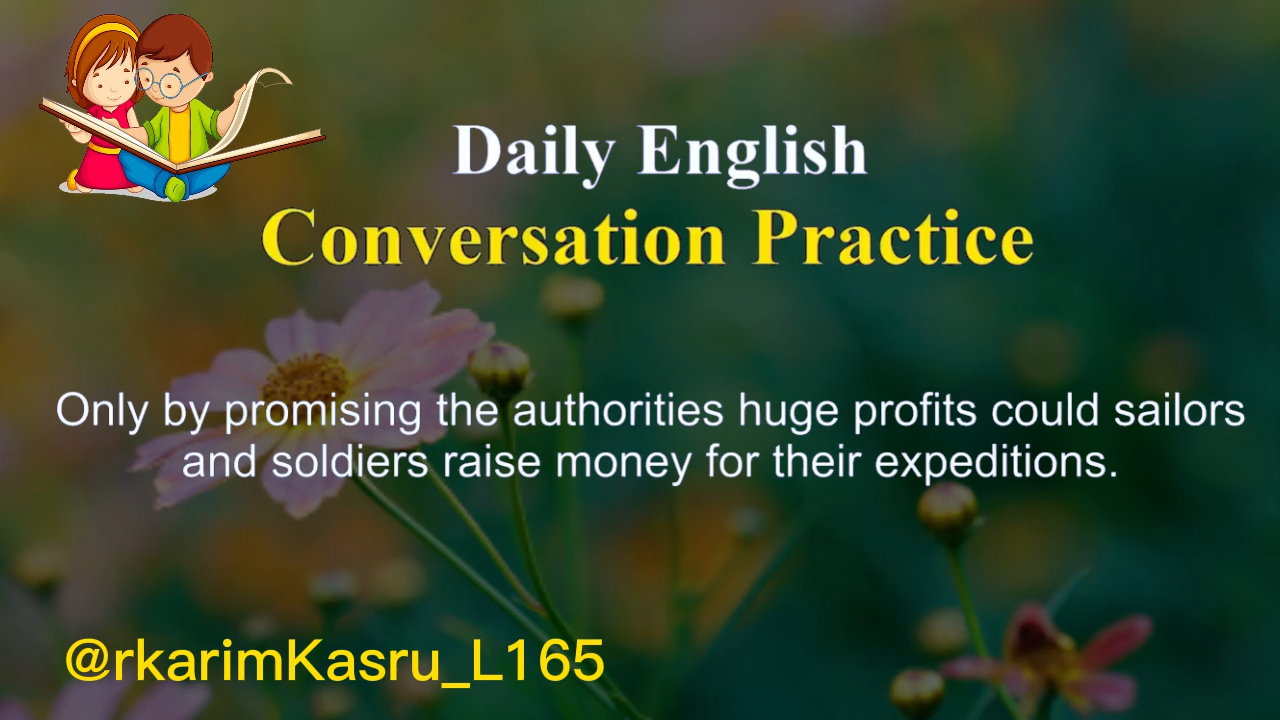 Daily English
Conversation Practice
Only by promising the authorities huge profits could sailors
and soldiers raise money for their expeditions.
@rkarimKasru_L165